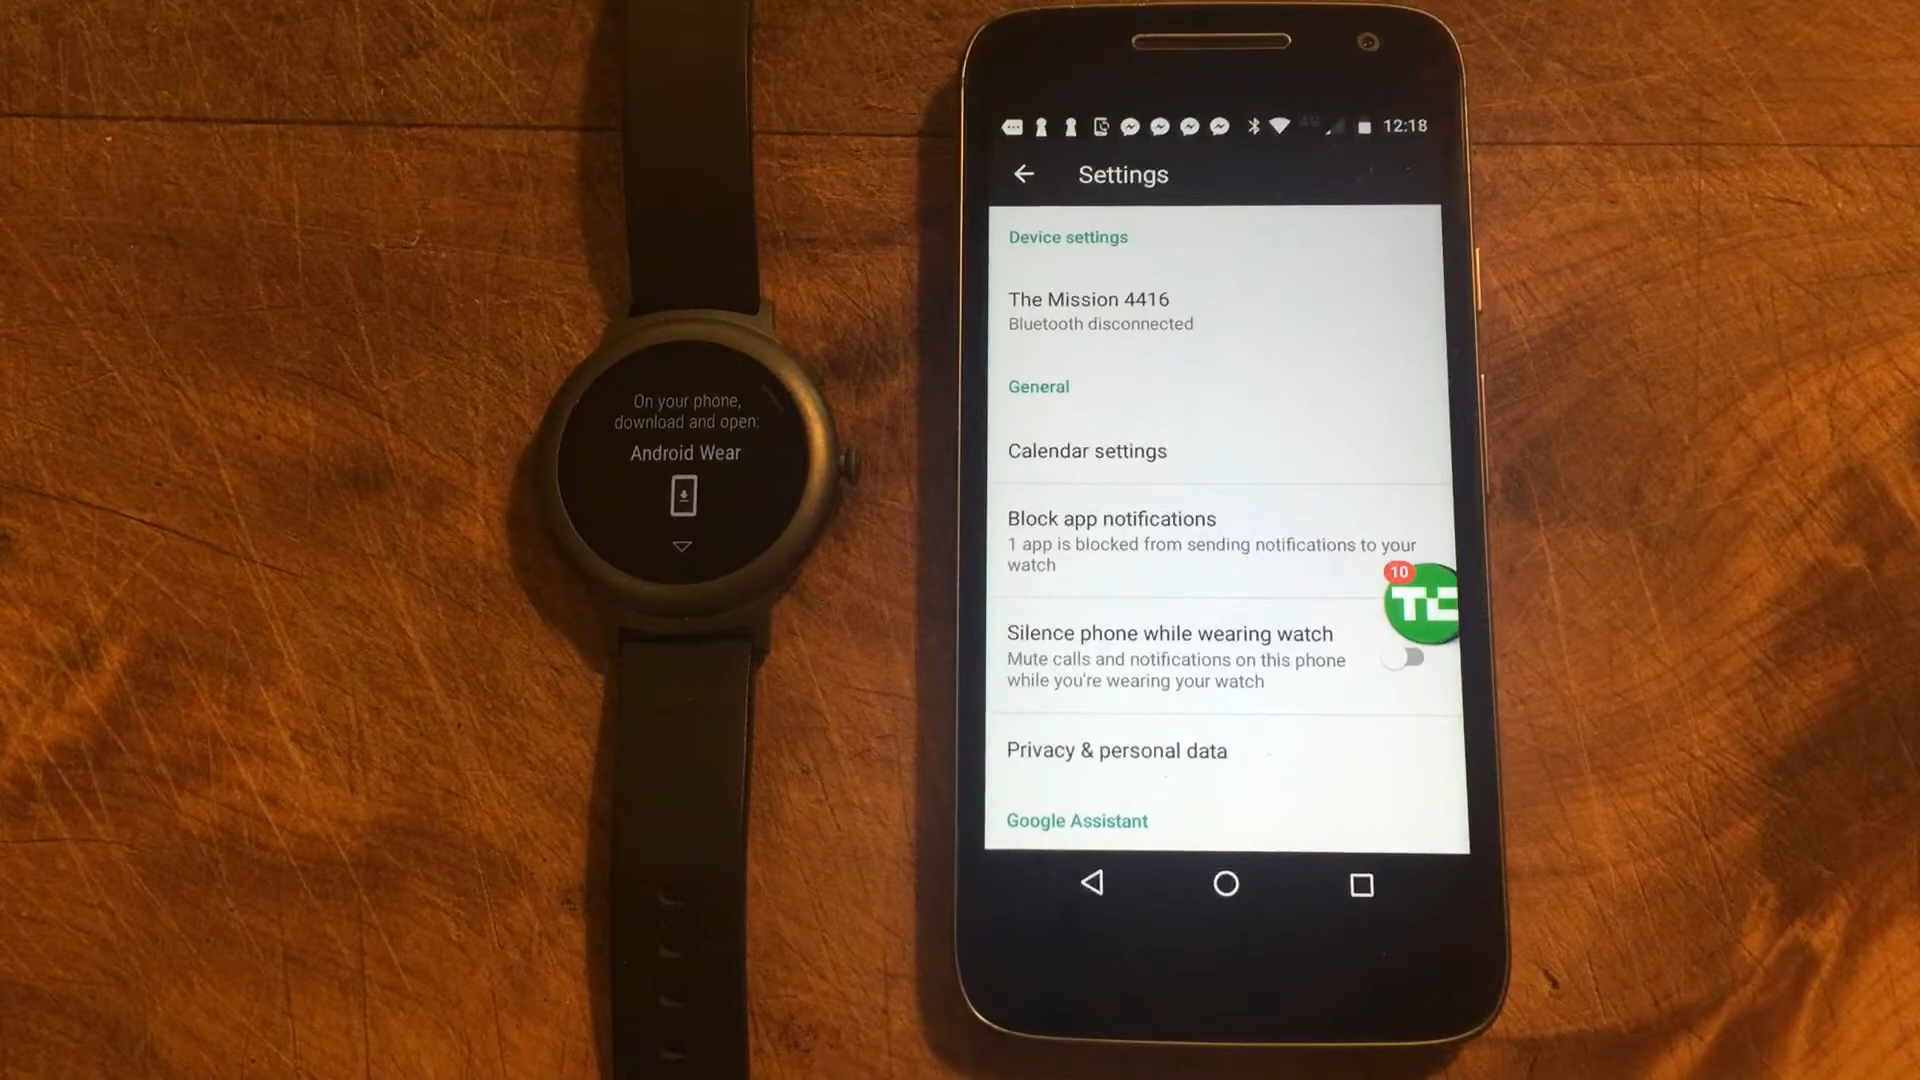 On your phone,
download and open:
Android Wear
4G
12:18
Settings
Device settings
The Mission 4416
Bluetooth disconnected
General
Calendar settings
Block app notifications
1 app is blocked from sending notifications to your
watch
10
TC
Silence phone while wearing watch
Mute calls and notifications on this phone
while you're wearing your watch
Privacy & personal data
Google Assistant